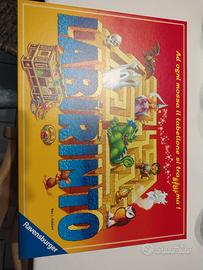 Ad ogni mossa il tabellone si trasforma!
LABIRINTO
Ravensburger